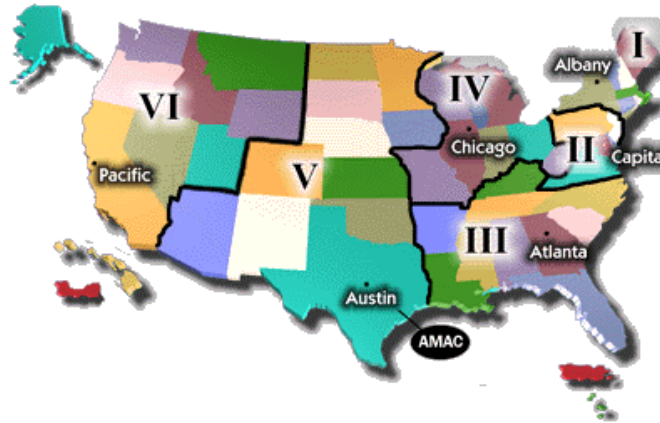 I
Albany
IV
VI
Chicago
II
Capita
V
Pacific
III
Atlanta
Austin
AMAC